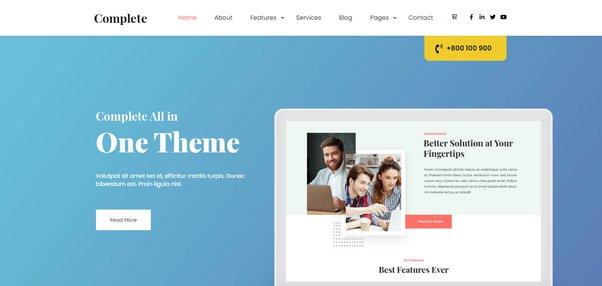 Complete
Home
About
Features
Services
Blog
Pages
Contact
+800 100 900
Complete All in
One Theme
Volutpat sit amet leo id, efficitur mattis turpis. Donec
bibendum est. Proin ligula nisl.
Read More
Selected Work
Better Solution at Your
Fingertips
View Our Works
Our Features
Best Features Ever